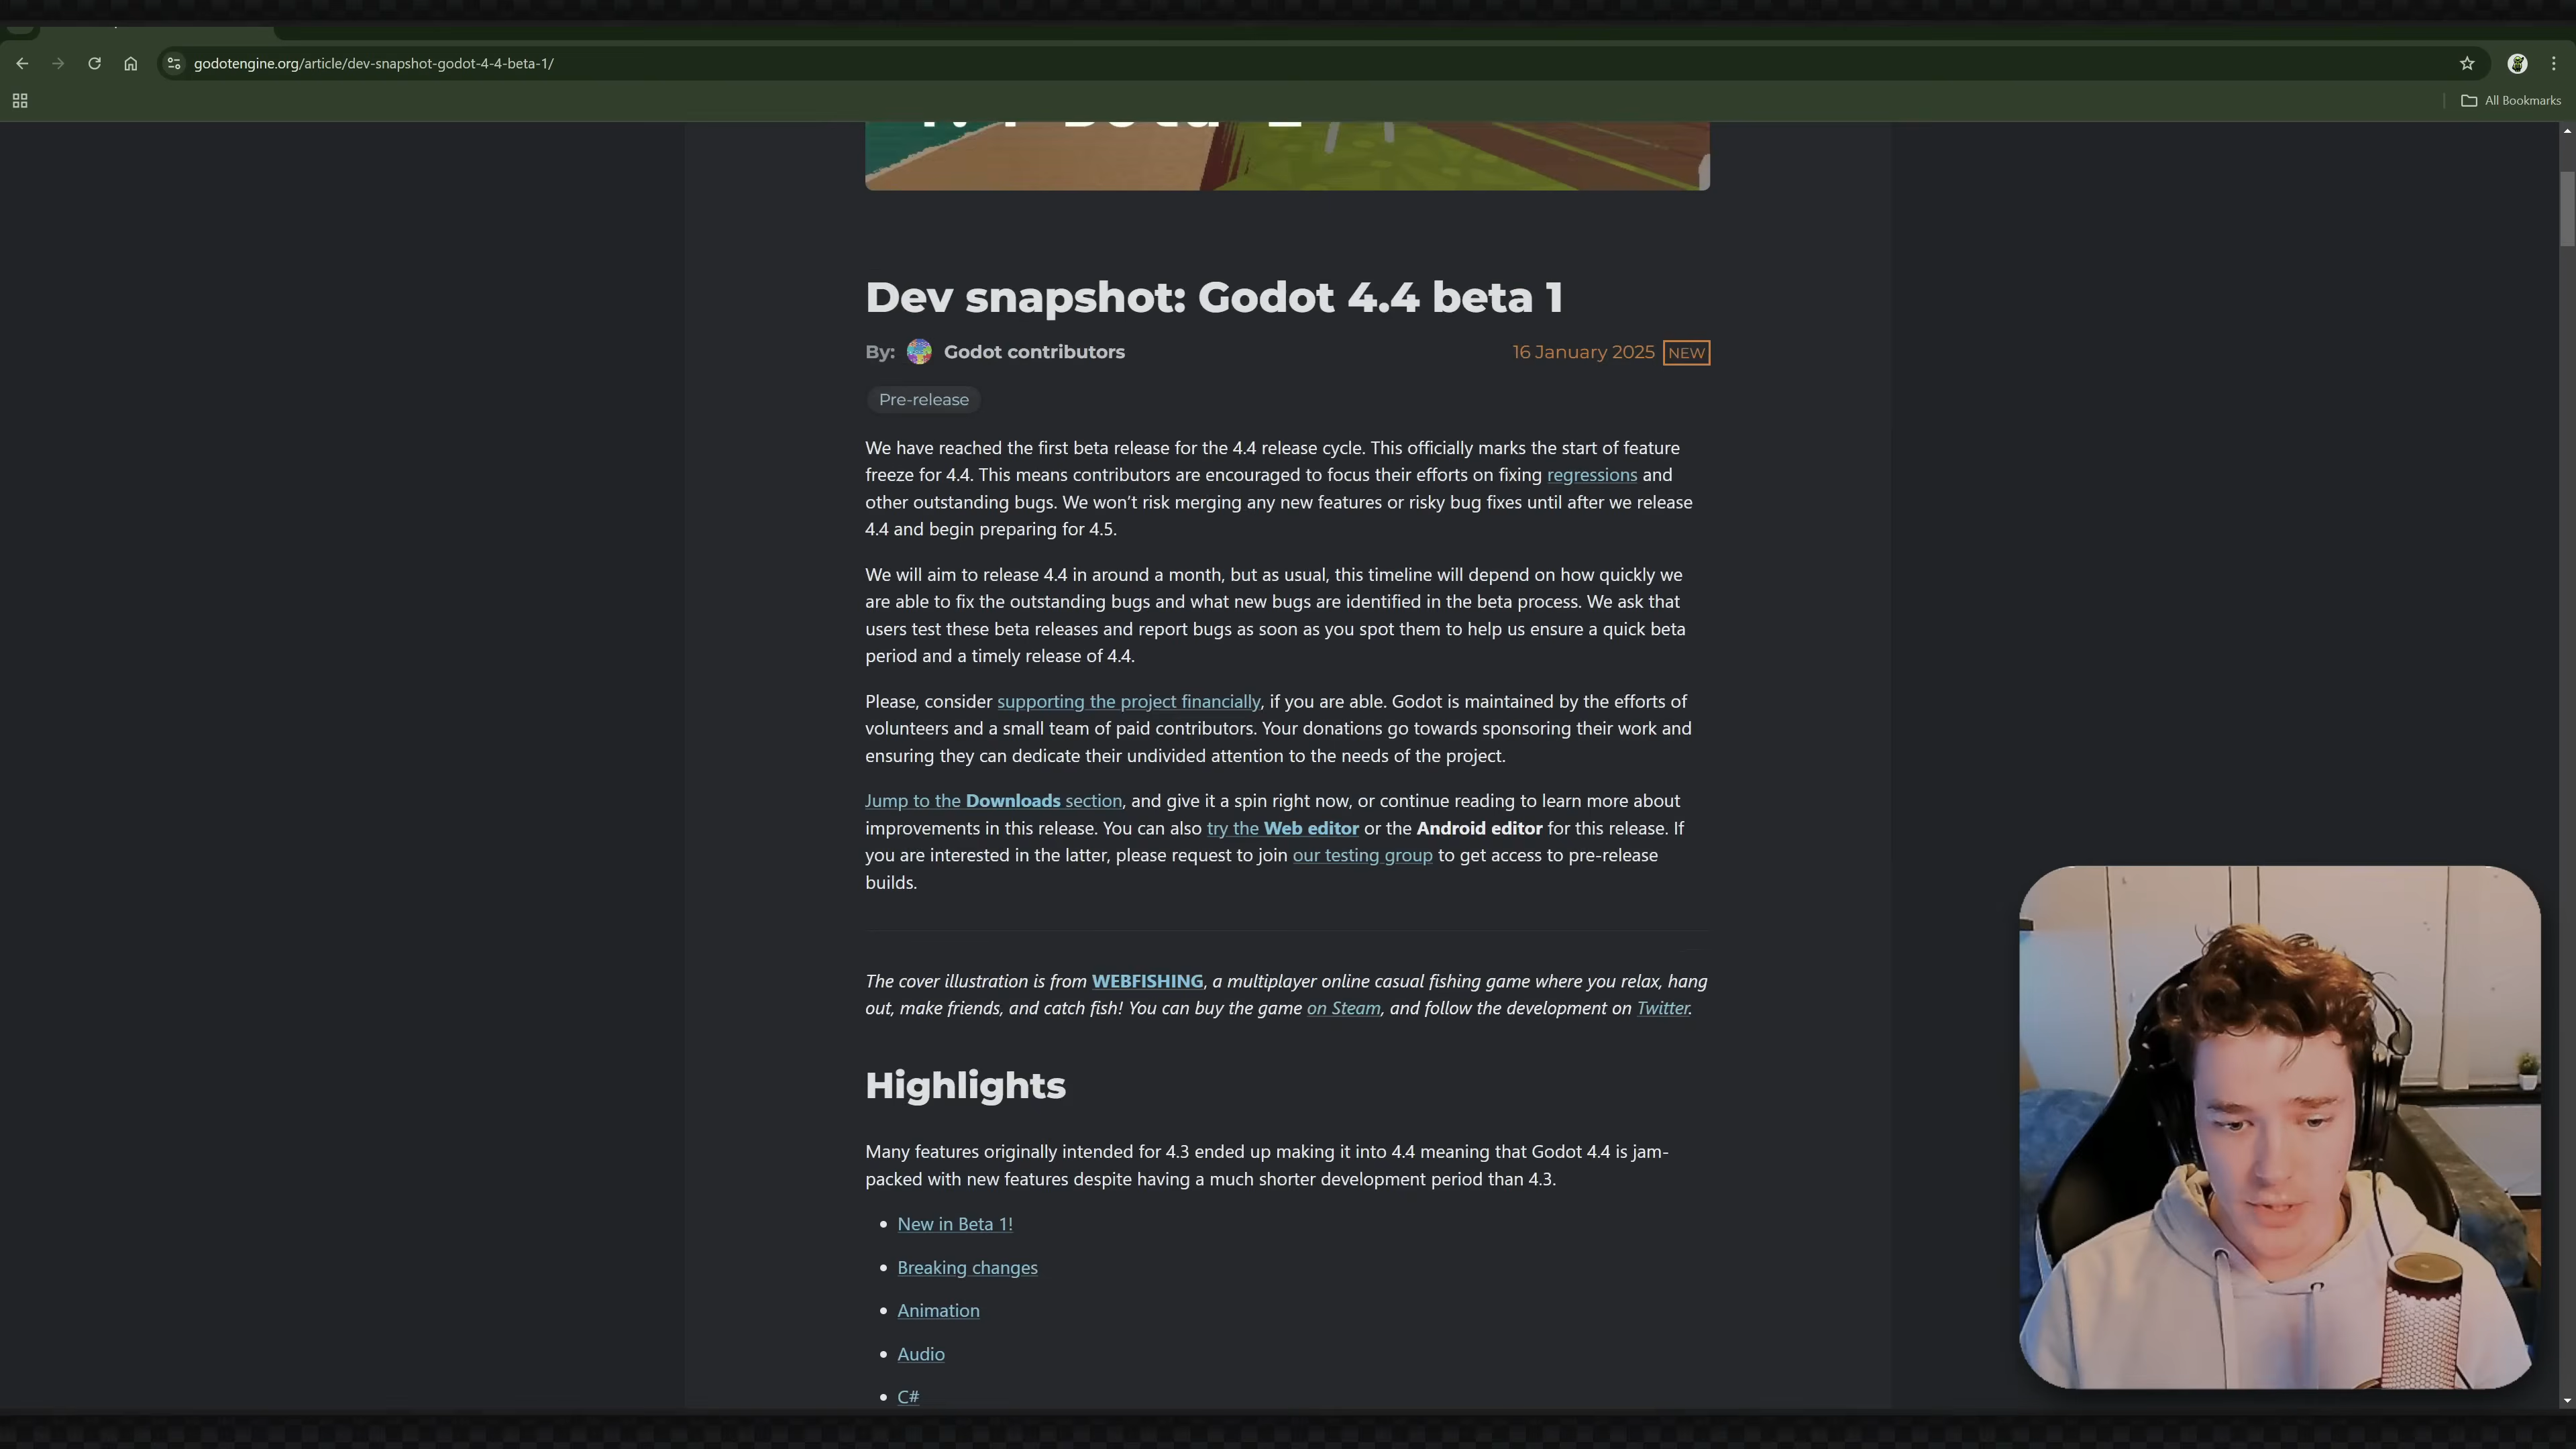 godotengine.org/article/dev-snapshot-godot-4-4-beta-1/
All Bookmarks
Dev snapshot: Godot 4.4 beta 1
By: Godot contributors
16 January 2025 NEW
Pre-release
We have reached the first beta release for the 4.4 release cycle. This officially marks the start of feature
freeze for 4.4. This means contributors are encouraged to focus their efforts on fixing regressions and
other outstanding bugs. We won't risk merging any new features or risky bug fixes until after we release
4.4 and begin preparing for 4.5.
We will aim to release 4.4 in around a month, but as usual, this timeline will depend on how quickly we
are able to fix the outstanding bugs and what new bugs are identified in the beta process. We ask that
users test these beta releases and report bugs as soon as you spot them to help us ensure a quick beta
period and a timely release of 4.4.
Please, consider supporting the project financially, if you are able. Godot is maintained by the efforts of
volunteers and a small team of paid contributors. Your donations go towards sponsoring their work and
ensuring they can dedicate their undivided attention to the needs of the project.
Jump to the Downloads section, and give it a spin right now, or continue reading to learn more about
improvements in this release. You can also try the Web editor or the Android editor for this release. If
you are interested in the latter, please request to join our testing group to get access to pre-release
builds.
The cover illustration is from WEBFISHING, a multiplayer online casual fishing game where you relax, hang
out, make friends, and catch fish! You can buy the game on Steam, and follow the development on Twitter.
Highlights
Many features originally intended for 4.3 ended up making it into 4.4 meaning that Godot 4.4 is jam-
packed with new features despite having a much shorter development period than 4.3.
• New in Beta 1!
• Breaking changes
• Animation
• Audio
• C#